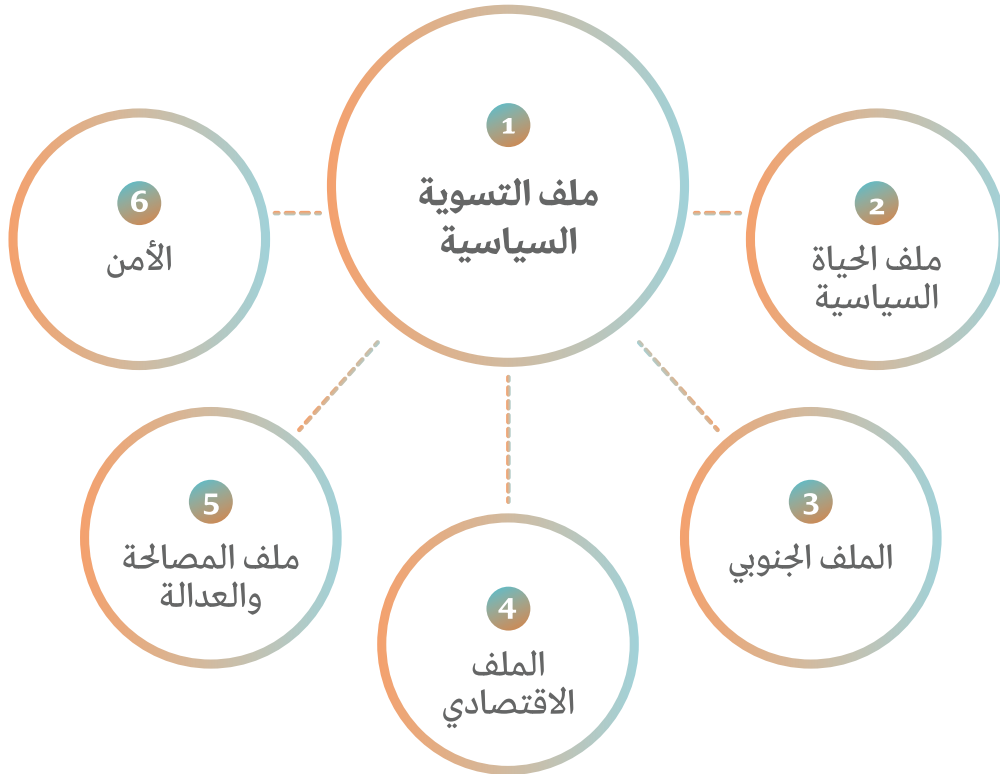 1
ملف التسوية
السياسية
2
ملف الحياة
السياسية
3
الملف الجنوبي
4
الملف
الاقتصادي
5
ملف المصالحة
والعدالة
6
الأمن